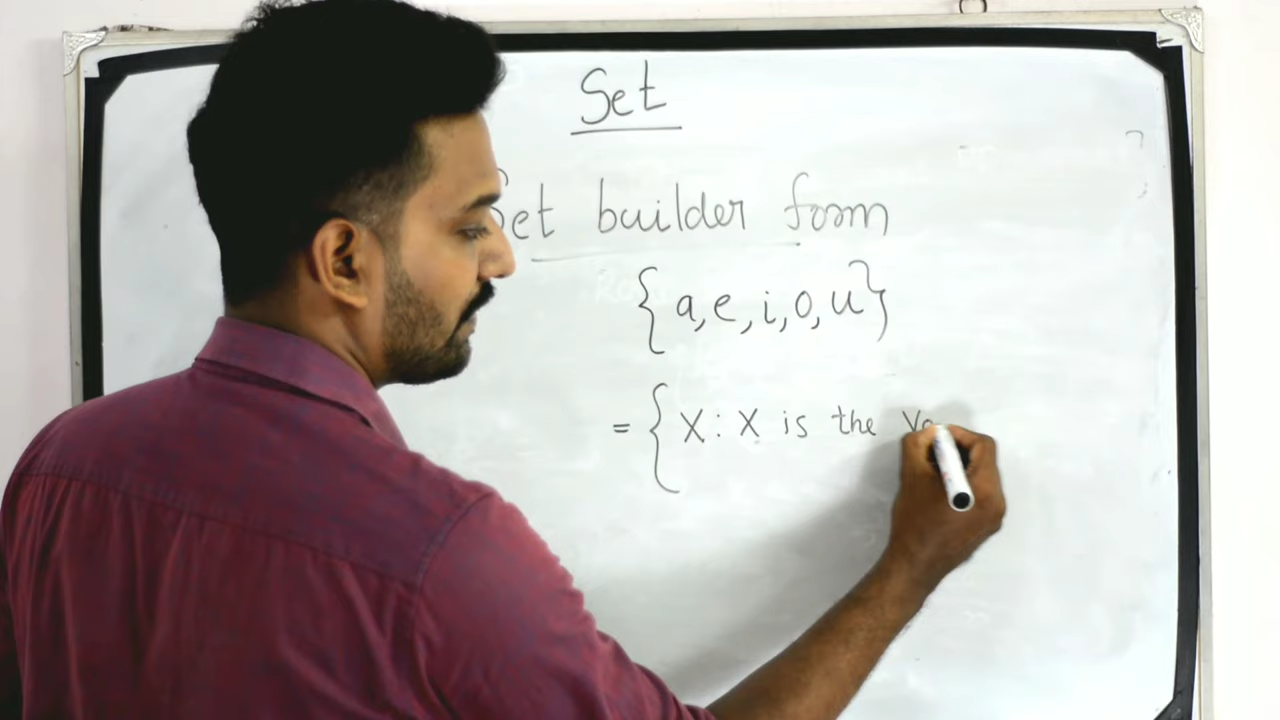 Set
Set builder form
{a, e, i, o, u}
= { X : X is the